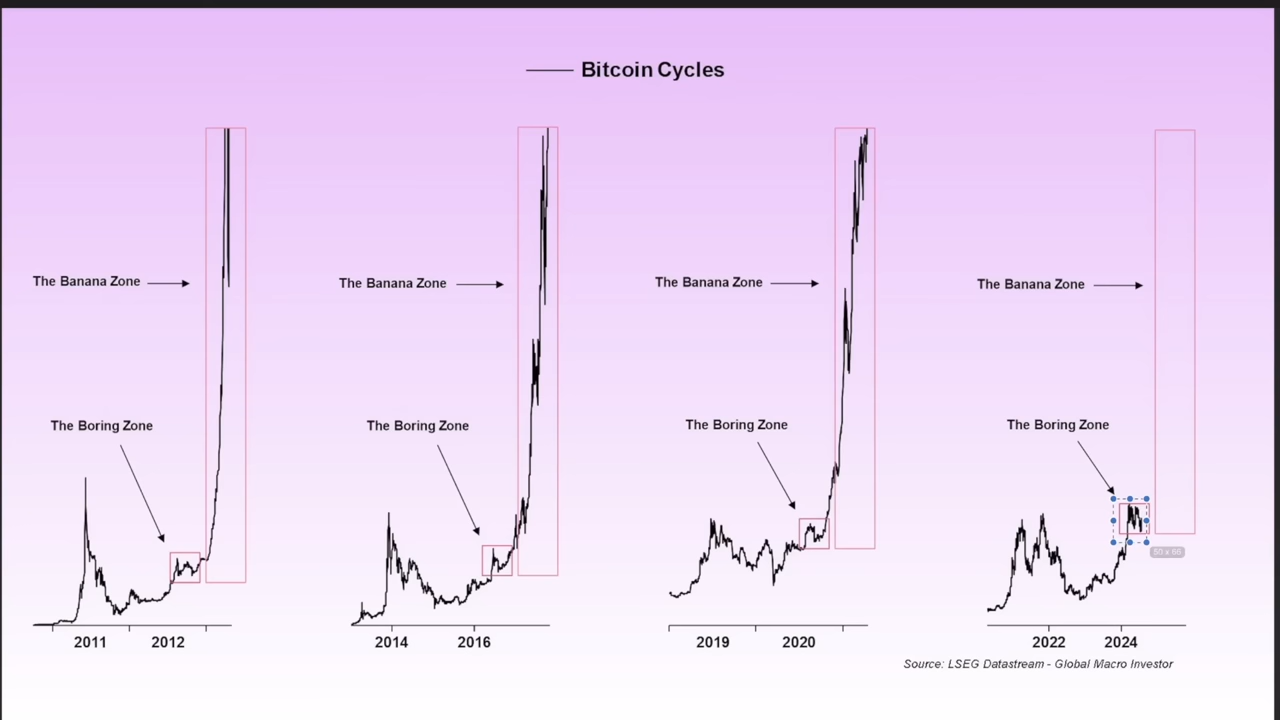 Bitcoin Cycles
The Banana Zone
The Banana Zone
The Banana Zone
The Banana Zone
The Boring Zone
The Boring Zone
The Boring Zone
The Boring Zone
50 x 66
2011 2012
2014 2016
2019 2020
2022 2024
Source: LSEG Datastream - Global Macro Investor